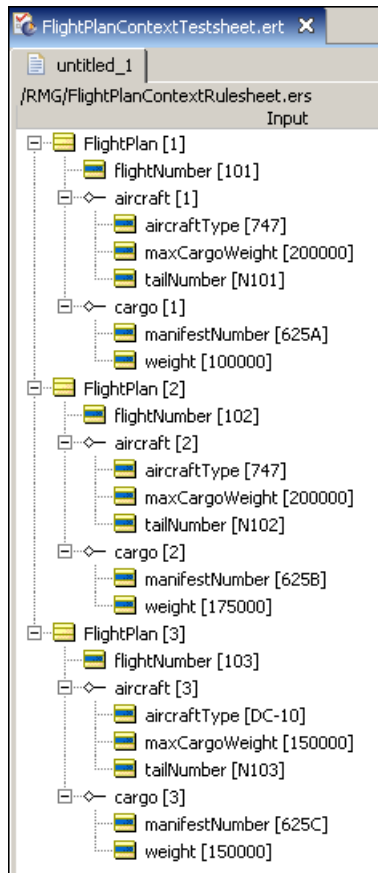 FlightPlanContextTestsheet.ert
untitled_1
/RMG/FlightPlanContextRulesheet.ers
Input
FlightPlan [1]
flightNumber [101]
aircraft [1]
aircraftType [747]
maxCargoWeight [200000]
tailNumber [N101]
cargo [1]
manifestNumber [625A]
weight [100000]
FlightPlan [2]
flightNumber [102]
aircraft [2]
aircraftType [747]
maxCargoWeight [200000]
tailNumber [N102]
cargo [2]
manifestNumber [625B]
weight [175000]
FlightPlan [3]
flightNumber [103]
aircraft [3]
aircraftType [DC-10]
maxCargoWeight [150000]
tailNumber [N103]
cargo [3]
manifestNumber [625C]
weight [150000]